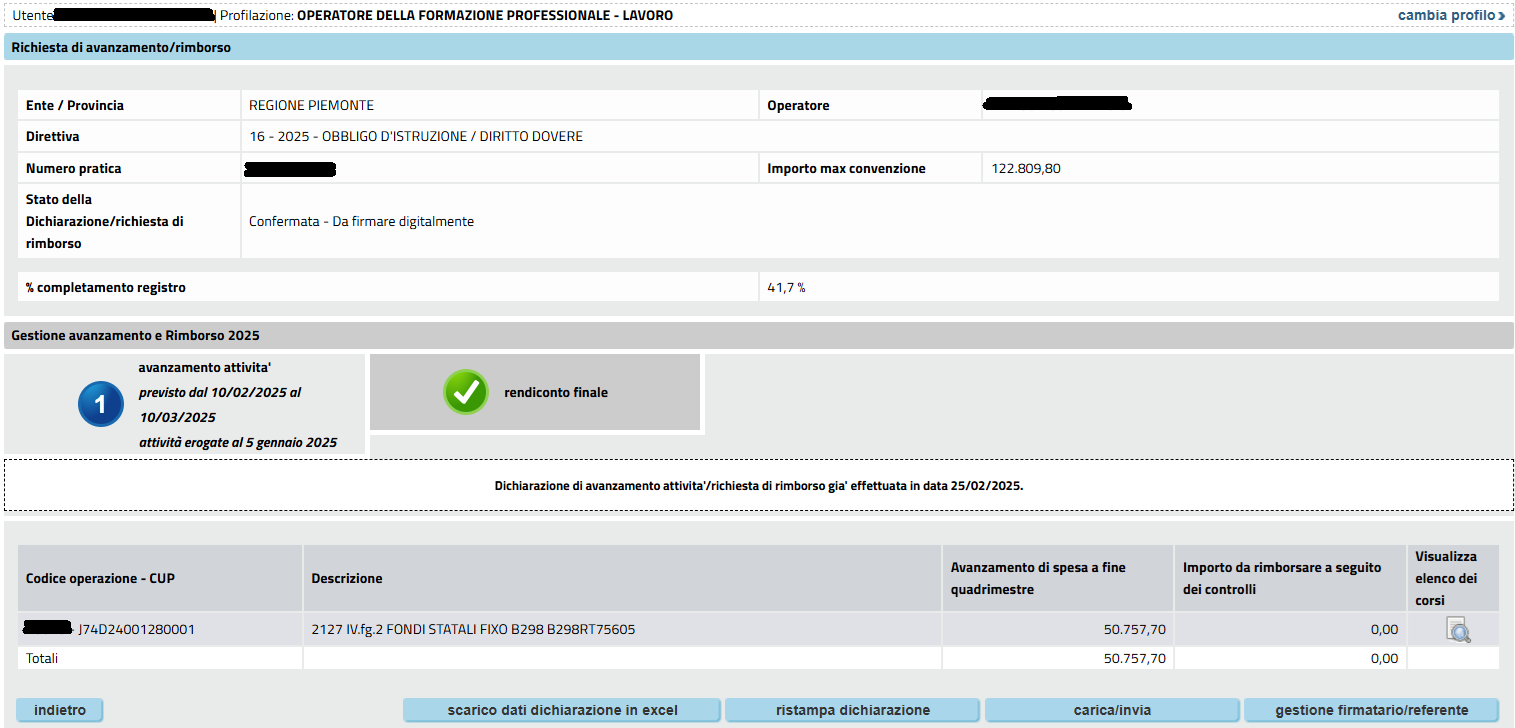 Utente | Profilazione: OPERATORE DELLA FORMAZIONE PROFESSIONALE - LAVORO cambia profilo
Richiesta di avanzamento/rimborso
Ente / Provincia REGIONE PIEMONTE Operatore
Direttiva 16 - 2025 - OBBLIGO D'ISTRUZIONE / DIRITTO DOVERE
Numero pratica Importo max convenzione 122.809,80
Stato della
Dichiarazione/richiesta di
rimborso
Confermata - Da firmare digitalmente
% completamento registro 41,7 %
Gestione avanzamento e Rimborso 2025
1
avanzamento attivita'
previsto dal 10/02/2025 al
10/03/2025
attività erogate al 5 gennaio 2025
rendiconto finale
Dichiarazione di avanzamento attivita'/richiesta di rimborso gia' effettuata in data 25/02/2025.
Codice operazione - CUP
Descrizione
Avanzamento di spesa a fine
quadrimestre
Importo da rimborsare a seguito
dei controlli
Visualizza
elenco dei
corsi
- J74D24001280001 2127 IV.fg.2 FONDI STATALI FIXO B298 B298RT75605 50.757,70 0,00
Totali 50.757,70 0,00
indietro scarico dati dichiarazione in excel ristampa dichiarazione carica/invia gestione firmatario/referente